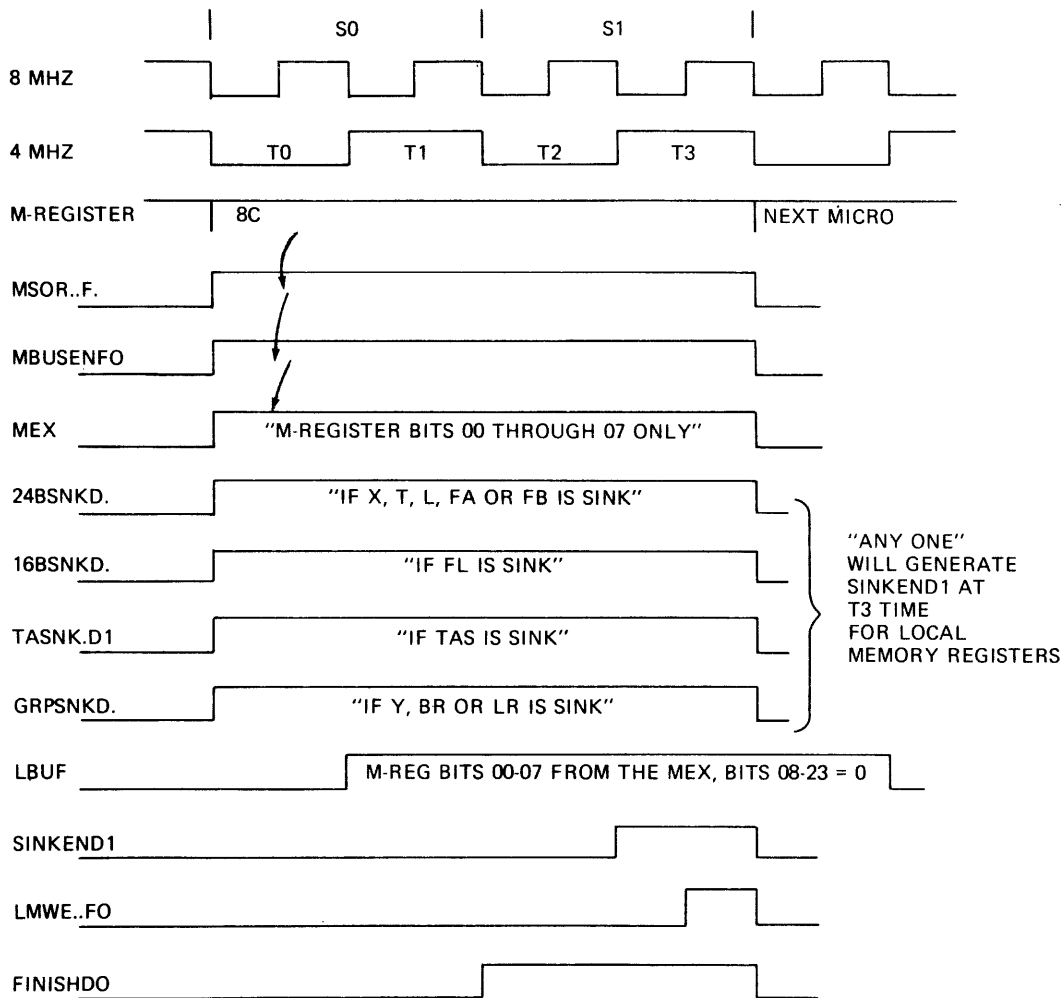 S0 S1
8 MHZ
4 MHZ T0 T1 T2 T3
M-REGISTER 8C NEXT MICRO
MSOR..F.
MBUSENFO
MEX "M-REGISTER BITS 00 THROUGH 07 ONLY"
24BSNKD. "IF X, T, L, FA OR FB IS SINK"
16BSNKD. "IF FL IS SINK"
TASNK.D1 "IF TAS IS SINK"
GRPSNKD. "IF Y, BR OR LR IS SINK"
"ANY ONE"
WILL GENERATE
SINKEND1 AT
T3 TIME
FOR LOCAL
MEMORY REGISTERS
LBUF M-REG BITS 00-07 FROM THE MEX, BITS 08-23 = 0
SINKEND1
LMWE..FO
FINISHDO